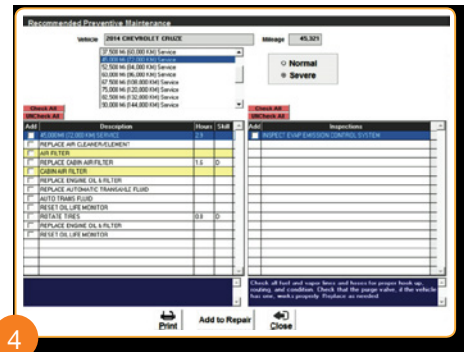 Recommended Preventive Maintenance
Vehicle 2014 CHEVROLET CRUZE Mileage 45,321
37,500 Mi (60,000 KM) Service
45,000 Mi (72,000 KM) Service
52,500 Mi (84,000 KM) Service
60,000 Mi (96,000 KM) Service
67,500 Mi (108,000 KM) Service
75,000 Mi (120,000 KM) Service
82,500 Mi (132,000 KM) Service
90,000 Mi (144,000 KM) Service
Normal
Severe
Check All
UNCheck All
Add Description Hours Skill
45,000 Mi (72,000 KM) SERVICE 2.9
REPLACE AIR CLEANER/ELEMENT
AIR FILTER
REPLACE CABIN AIR FILTER 1.6 D
CABIN AIR FILTER
REPLACE ENGINE OIL & FILTER
REPLACE AUTOMATIC TRANSAXLE FLUID
AUTO TRANS FLUID
RESET OIL LIFE MONITOR
ROTATE TIRES 0.8 D
REPLACE ENGINE OIL & FILTER
RESET OIL LIFE MONITOR
Check All
UNCheck All
Add Inspections
INSPECT EVAP EMISSION CONTROL SYSTEM
Check all fuel and vapor lines and hoses for proper hook up,
routing and condition. Check that the purge valve, if the vehicle
has one, works properly. Replace as needed.
Print Add to Repair Close
4